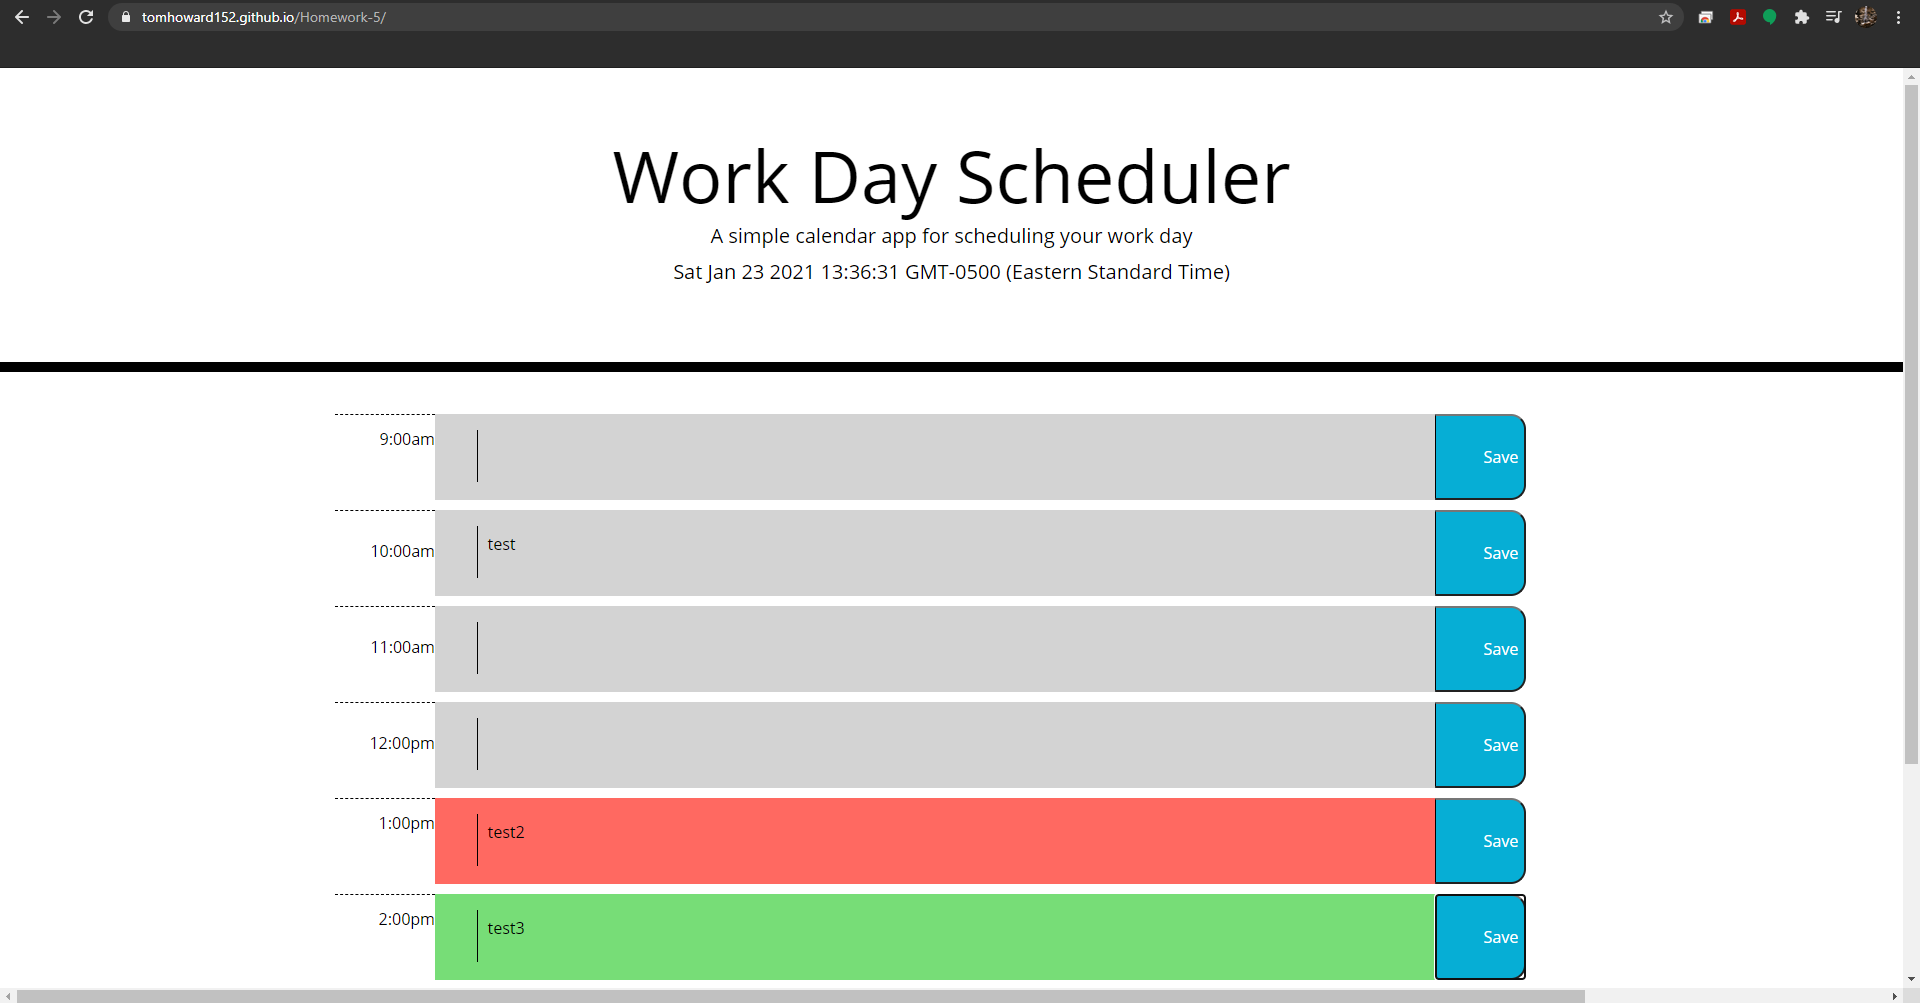 tomhoward152.github.io/Homework-5/
Work Day Scheduler
A simple calendar app for scheduling your work day
Sat Jan 23 2021 13:36:31 GMT-0500 (Eastern Standard Time)
9:00am Save
10:00am test Save
11:00am Save
12:00pm Save
1:00pm test2 Save
2:00pm test3 Save